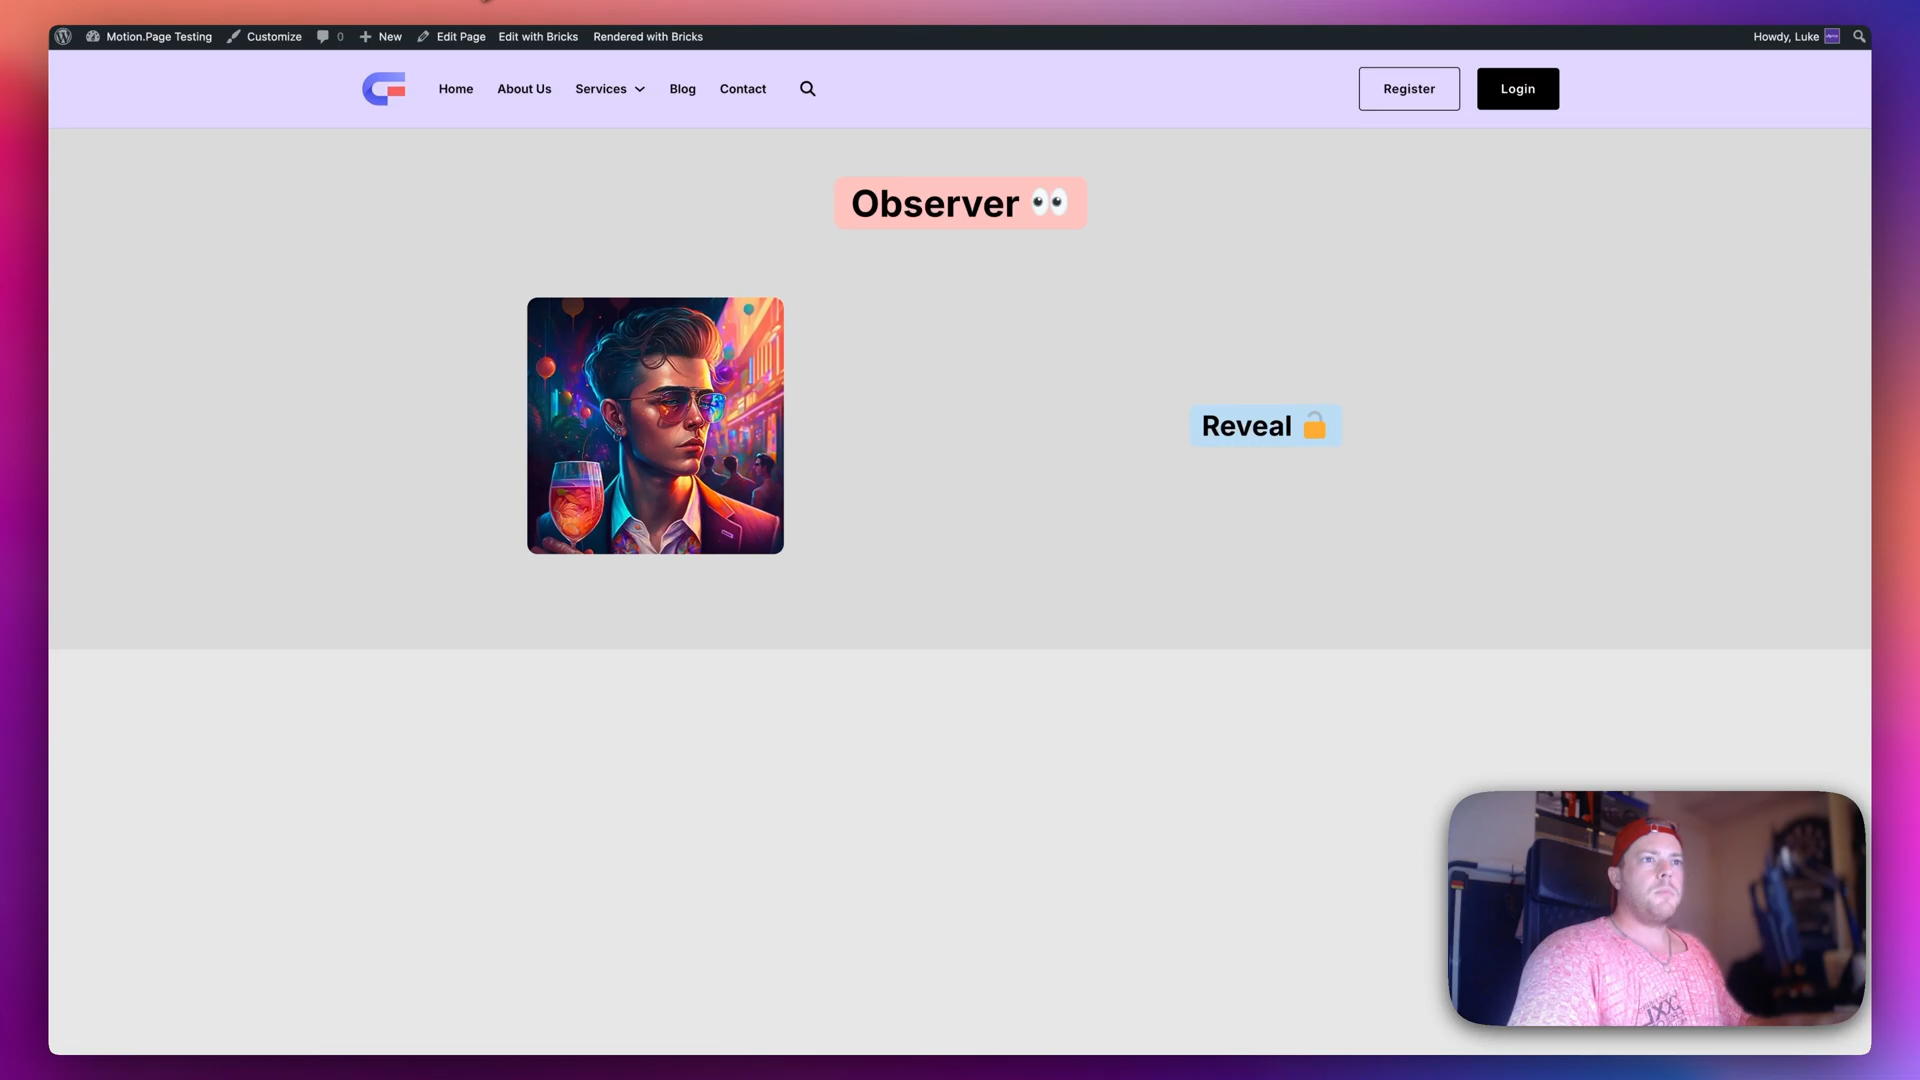 Motion.Page Testing Customize 0 New Edit Page Edit with Bricks Rendered with Bricks Howdy, Luke
Home About Us Services Blog Contact Register Login
Observer 👀
Reveal 🔓